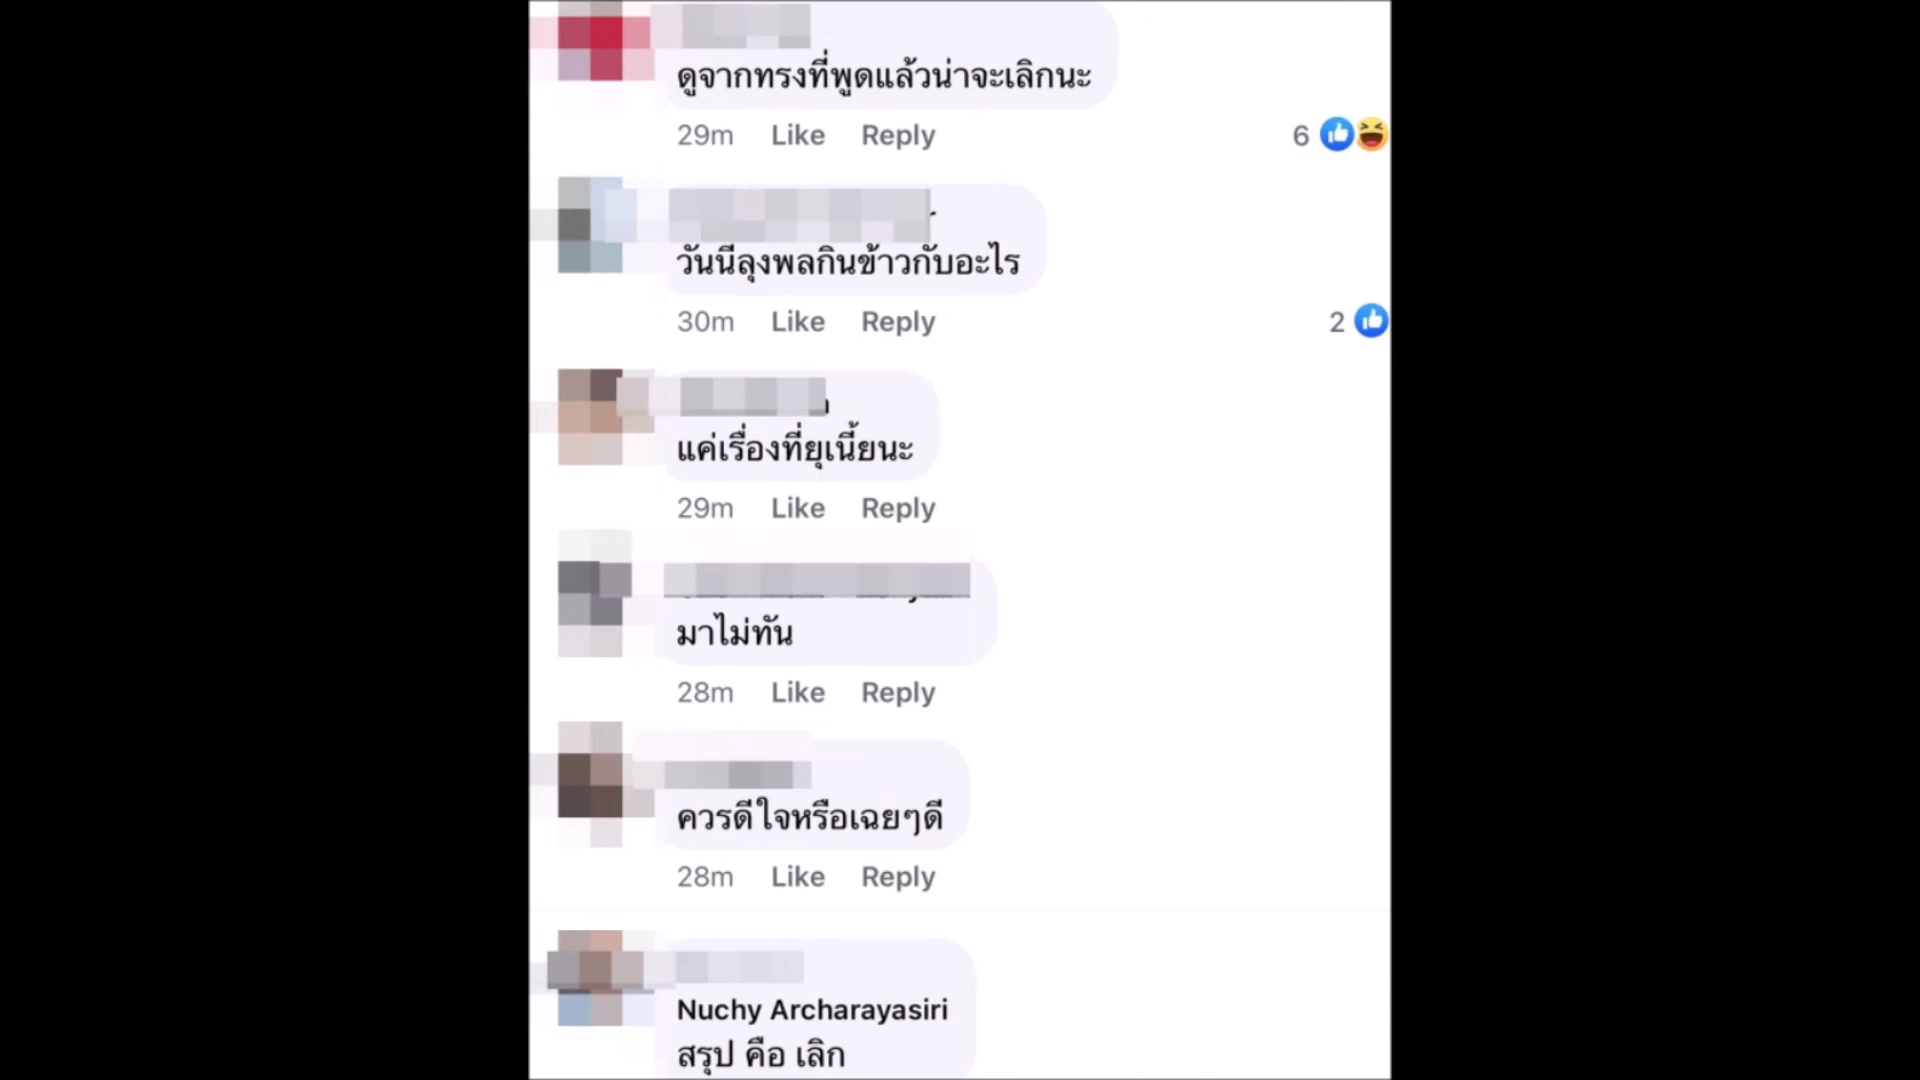 ดูจากทรงที่พูดแล้วน่าจะเลิกนะ
29m Like Reply 6
วันนี้ลุงพลกินข้าวกับอะไร
30m Like Reply 2
แค่เรื่องที่ยุเนี้ยนะ
29m Like Reply
มาไม่ทัน
28m Like Reply
ควรดีใจหรือเฉยๆดี
28m Like Reply
Nuchy Archarayasiri
สรุป คือ เลิก